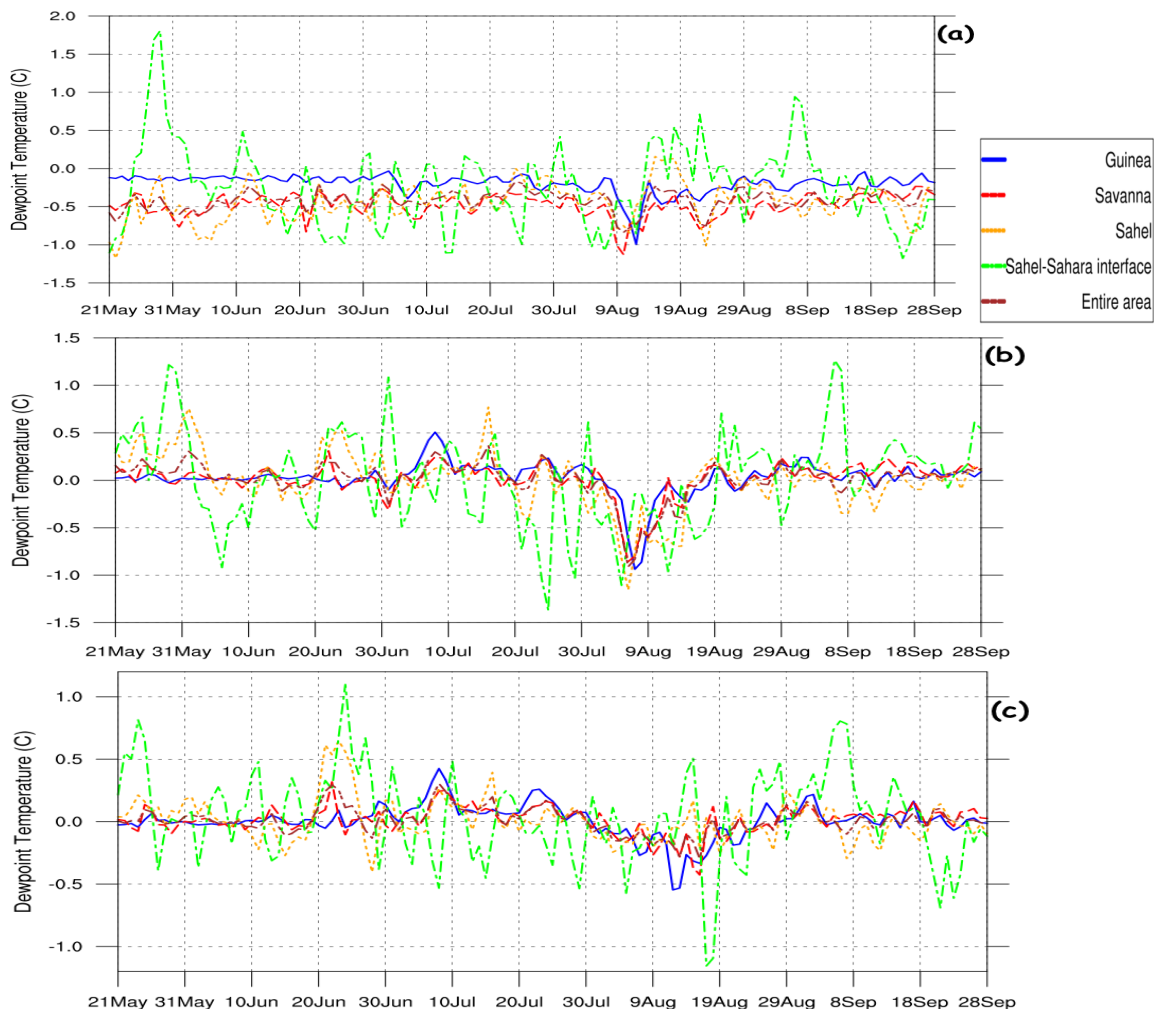 (a)
Dewpoint Temperature (C)
2.0
1.5
1.0
0.5
0.0
-0.5
-1.0
-1.5
21May 31May 10Jun 20Jun 30Jun 10Jul 20Jul 30Jul 9Aug 19Aug 29Aug 8Sep 18Sep 28Sep
Guinea
Savanna
Sahel
Sahel-Sahara interface
Entire area
(b)
Dewpoint Temperature (C)
1.5
1.0
0.5
0.0
-0.5
-1.0
-1.5
21May 31May 10Jun 20Jun 30Jun 10Jul 20Jul 30Jul 9Aug 19Aug 29Aug 8Sep 18Sep 28Sep
(c)
Dewpoint Temperature (C)
1.0
0.5
0.0
-0.5
-1.0
21May 31May 10Jun 20Jun 30Jun 10Jul 20Jul 30Jul 9Aug 19Aug 29Aug 8Sep 18Sep 28Sep